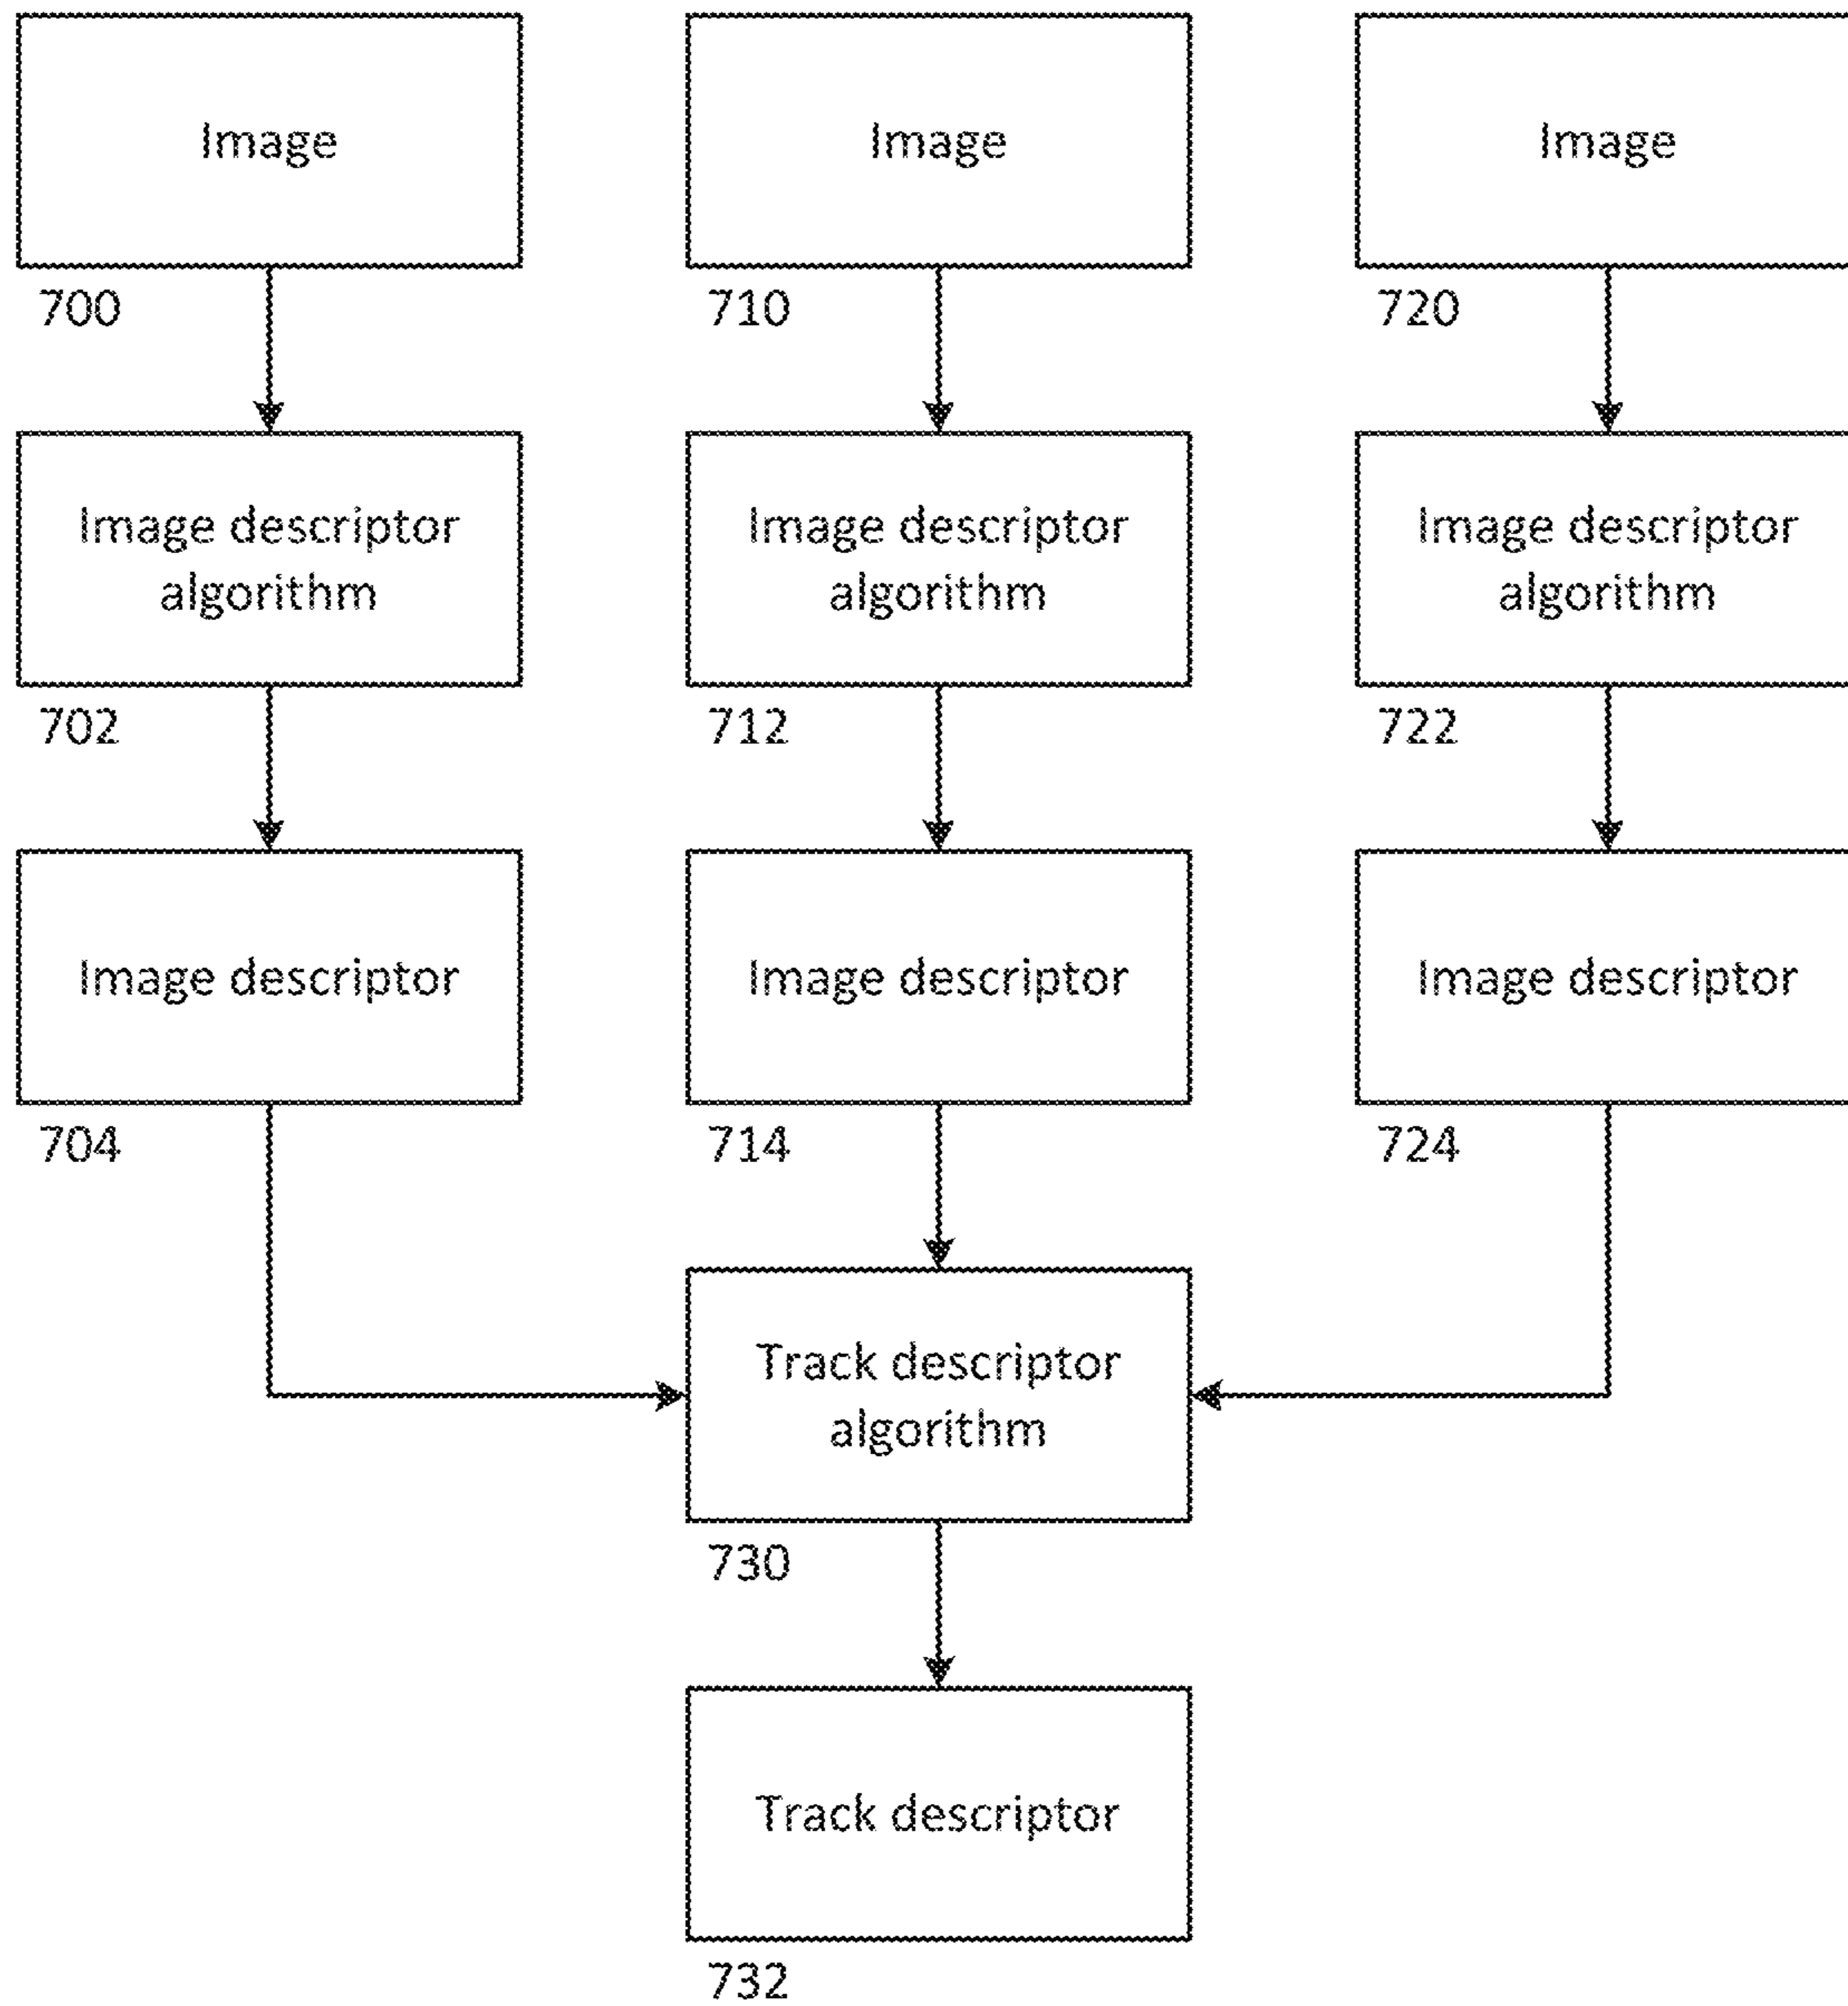 Image
Image
Image
700
710
720
Image descriptor
algorithm
Image descriptor
algorithm
Image descriptor
algorithm
702
712
722
Image descriptor
Image descriptor
Image descriptor
704
714
724
Track descriptor
algorithm
730
Track descriptor
732